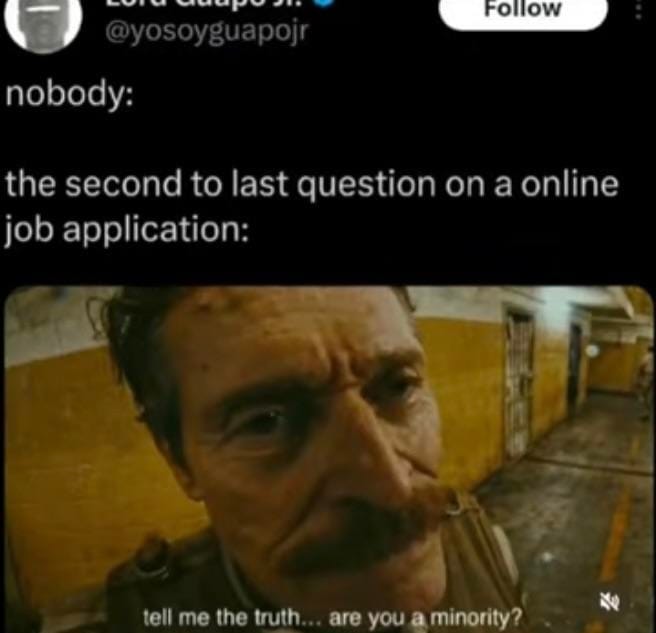 Follow
@yosoyguapojr
nobody:
the second to last question on a online
job application:
tell me the truth... are you a minority?